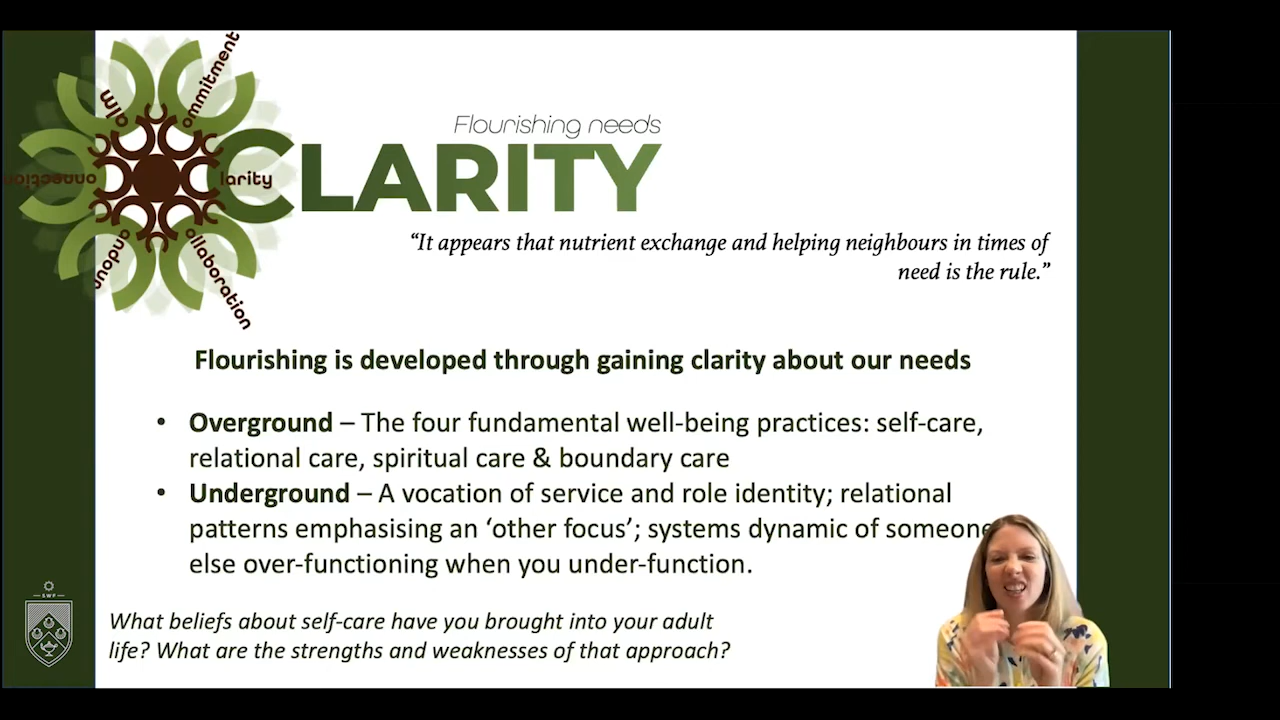 ommitment
Flourishing needs
CLARITY
larity
onnection
ollaboration
"It appears that nutrient exchange and helping neighbours in times of
need is the rule."
Flourishing is developed through gaining clarity about our needs
• Overground – The four fundamental well-being practices: self-care,
relational care, spiritual care & boundary care
• Underground – A vocation of service and role identity; relational
patterns emphasising an 'other focus'; systems dynamic of someone
else over-functioning when you under-function.
SWF
What beliefs about self-care have you brought into your adult
life? What are the strengths and weaknesses of that approach?